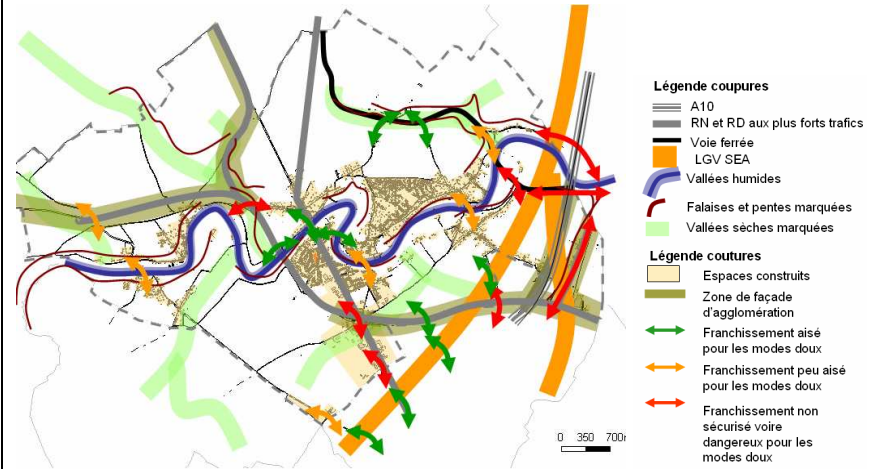 Légende coupures
A10
RN et RD aux plus forts trafics
Voie ferrée
LGV SEA
Vallées humides
Falaises et pentes marquées
Vallées sèches marquées
Légende coutures
Espaces construits
Zone de façade
d'agglomération
Franchissement aisé
pour les modes doux
Franchissement peu aisé
pour les modes doux
Franchissement non
sécurisé voire
dangereux pour les
modes doux
0 350 700m